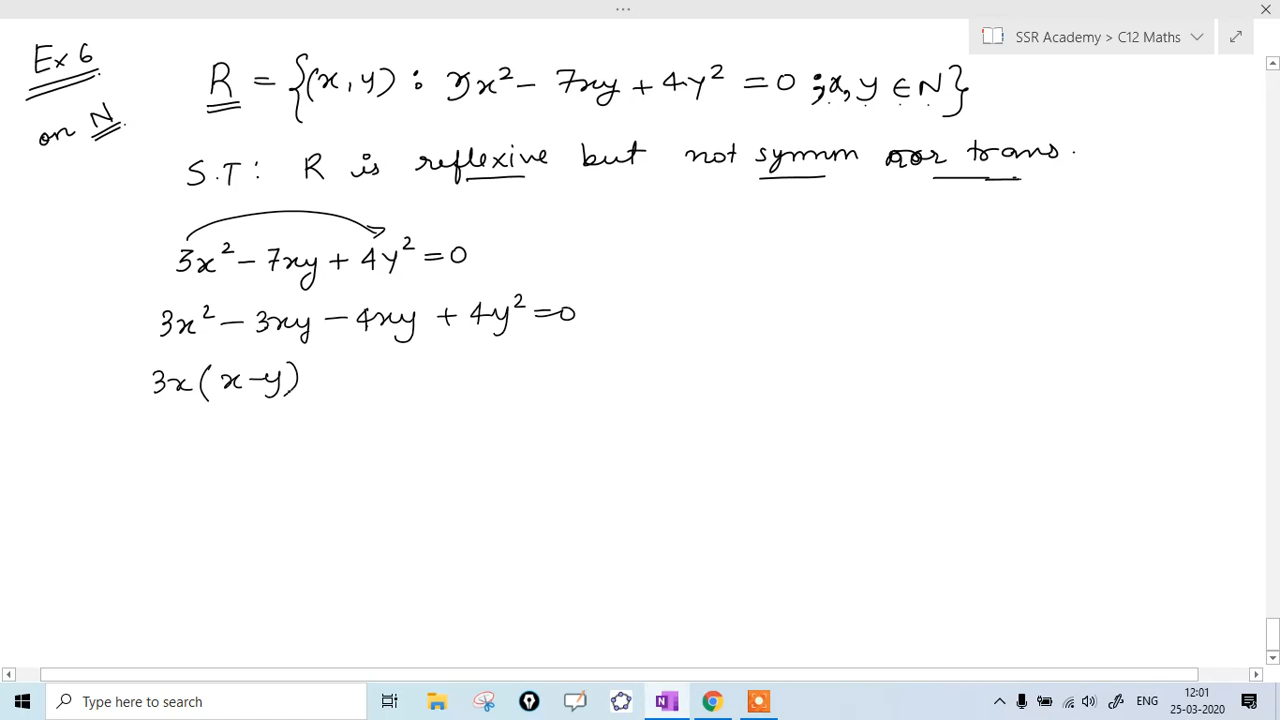 ...
SSR Academy > C12 Maths
Ex 6
on N.
R = {(x, y) : 3x² - 7xy + 4y² = 0 ; x, y ∈ N}
S.T : R is reflexive but not symm nor trans.
3x² - 7xy + 4y² = 0
3x² - 3xy - 4xy + 4y² = 0
3x(x - y)
Type here to search
ENG
12:01
25-03-2020